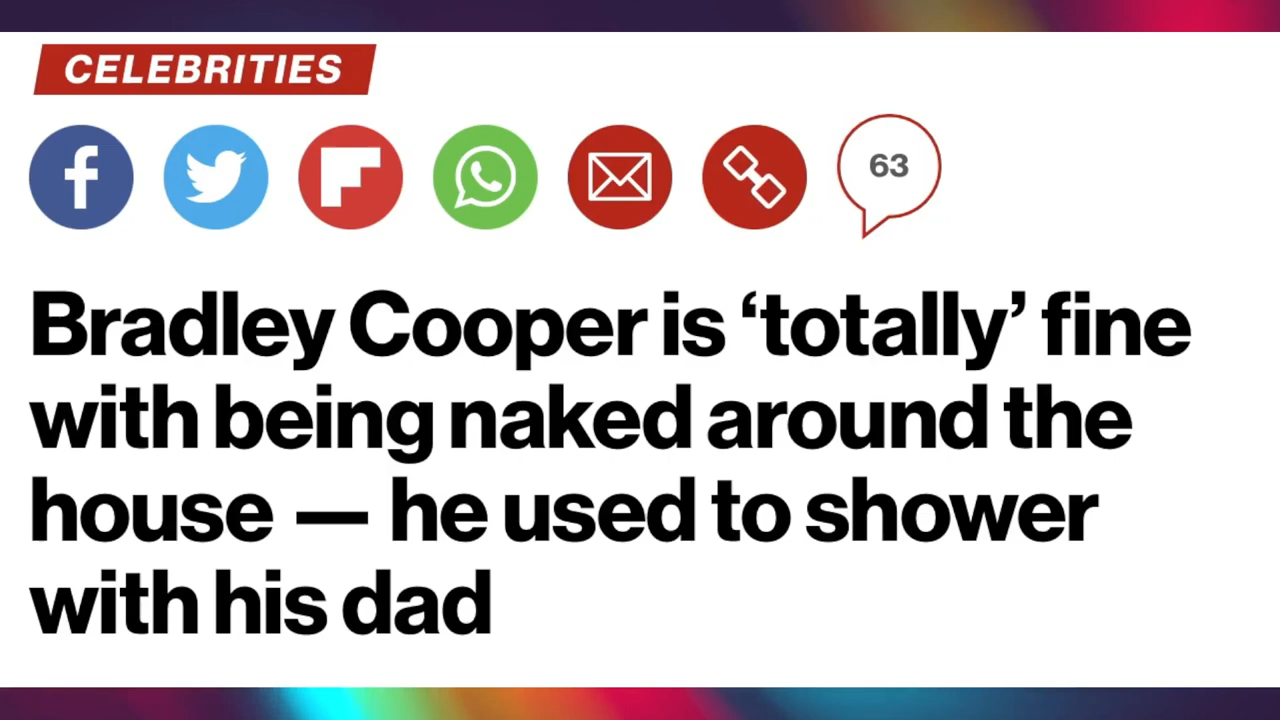 CELEBRITIES
63
Bradley Cooper is ‘totally’ fine
with being naked around the
house — he used to shower
with his dad